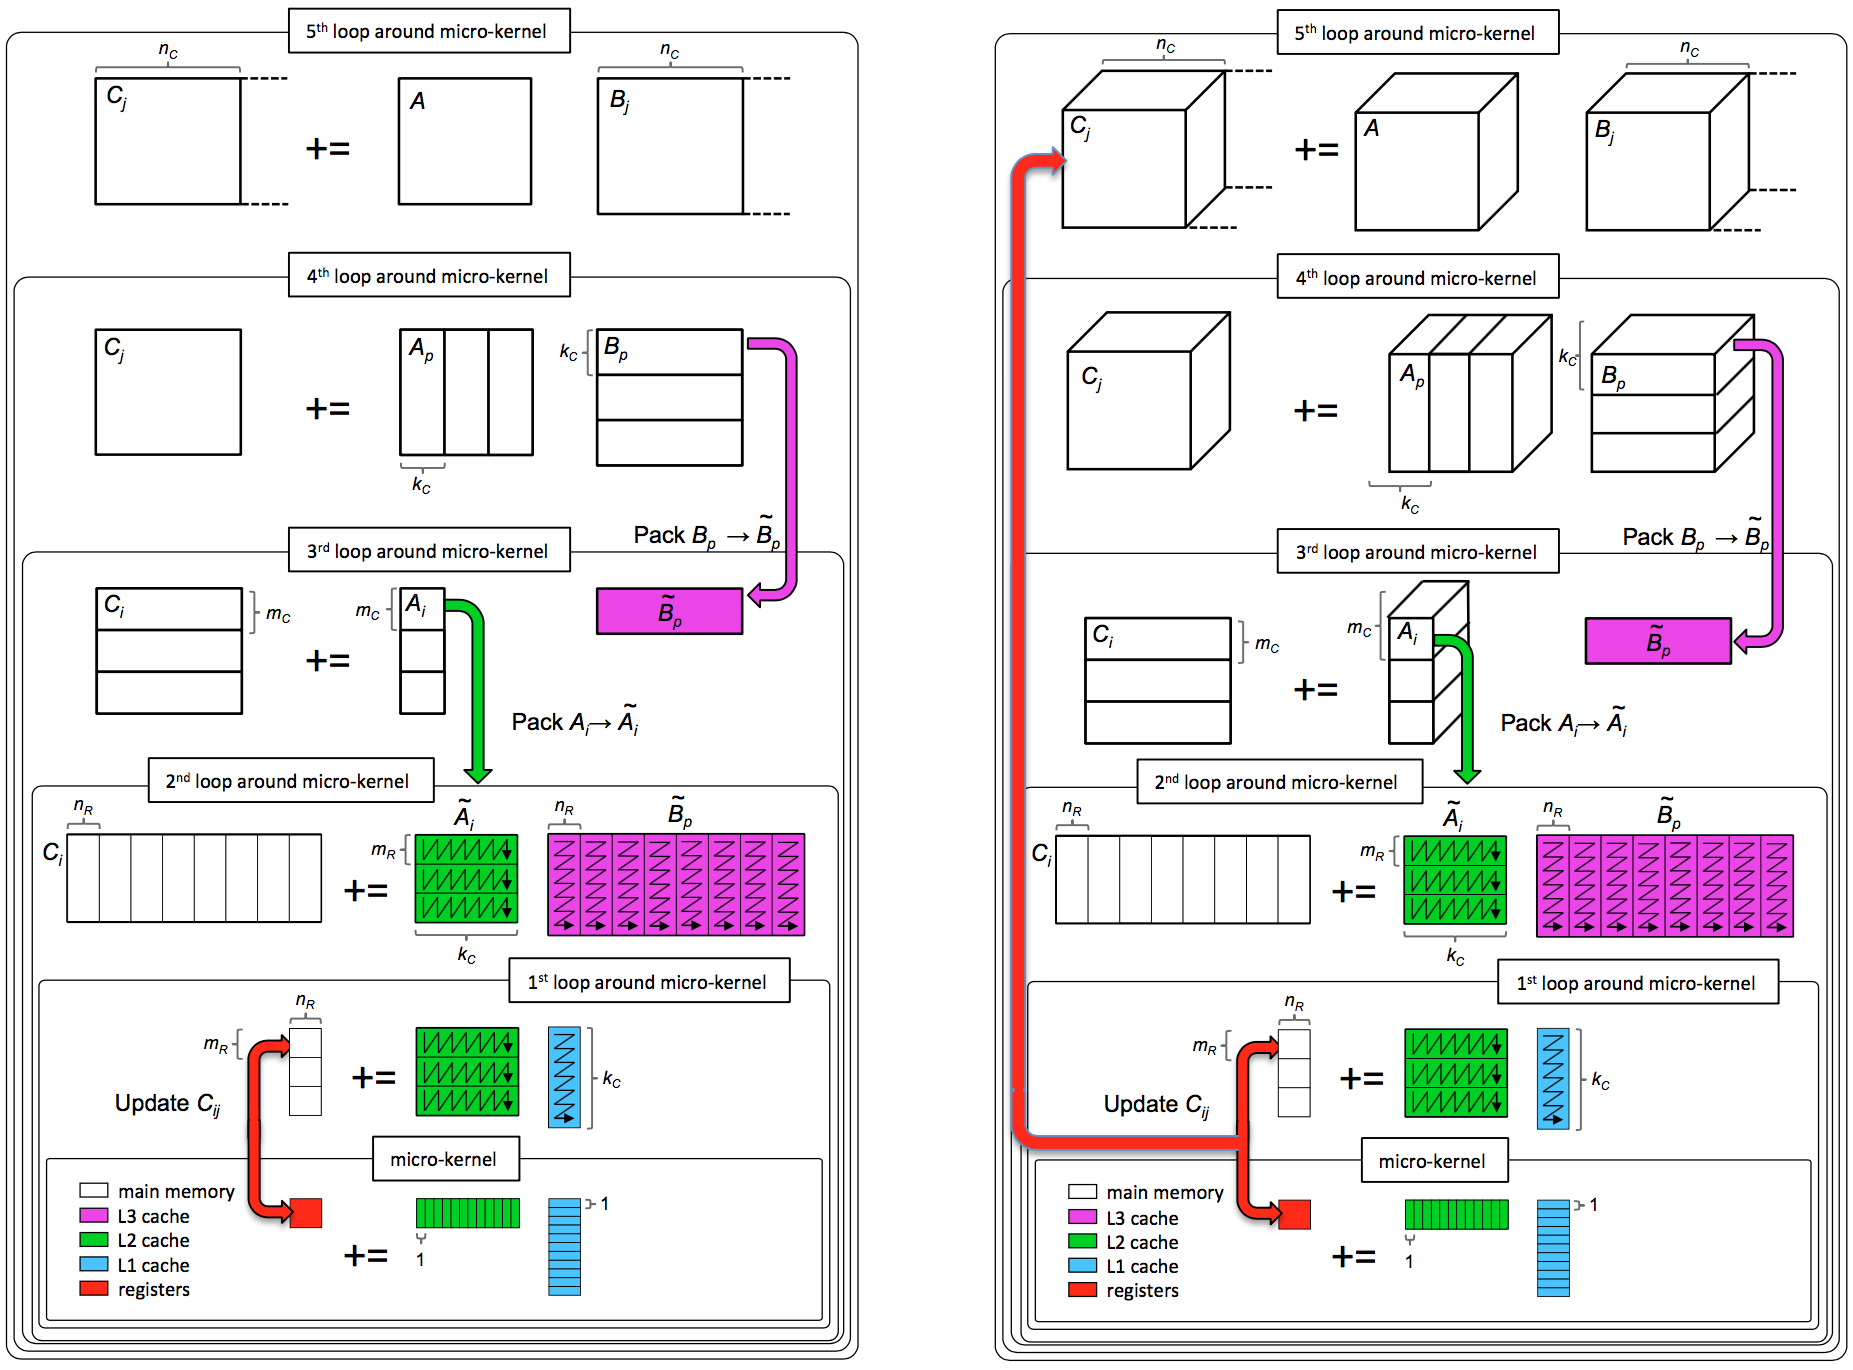 5th loop around micro-kernel
nC
nC
Cj
+=
A
Bj
4th loop around micro-kernel
Cj
+=
Ap
kC
kC
Bp
Pack Bp → B̃p
3rd loop around micro-kernel
Ci
mC
+=
mC
Ai
B̃p
Pack Ai→ Ãi
2nd loop around micro-kernel
nR
Ci
+=
mR
Ãi
kC
nR
B̃p
1st loop around micro-kernel
nR
mR
+=
kC
Update Cij
micro-kernel
main memory
L3 cache
L2 cache
L1 cache
registers
+=
1
1
5th loop around micro-kernel
nC
nC
Cj
+=
A
Bj
4th loop around micro-kernel
Cj
+=
Ap
kC
kC
Bp
Pack Bp → B̃p
3rd loop around micro-kernel
Ci
mC
+=
mC
Ai
B̃p
Pack Ai→ Ãi
2nd loop around micro-kernel
nR
Ci
+=
mR
Ãi
kC
nR
B̃p
1st loop around micro-kernel
nR
mR
+=
kC
Update Cij
micro-kernel
main memory
L3 cache
L2 cache
L1 cache
registers
+=
1
1